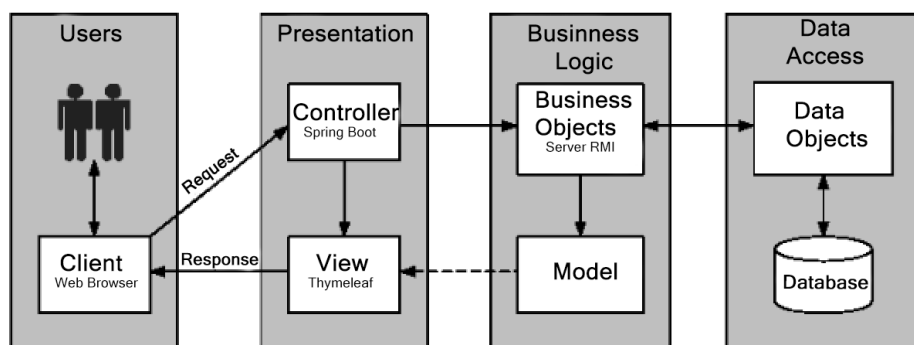 Users
Presentation
Businness
Logic
Data
Access
Controller
Spring Boot
Business
Objects
Server RMI
Data
Objects
Request
Client
Web Browser
Response
View
Thymeleaf
Model
Database